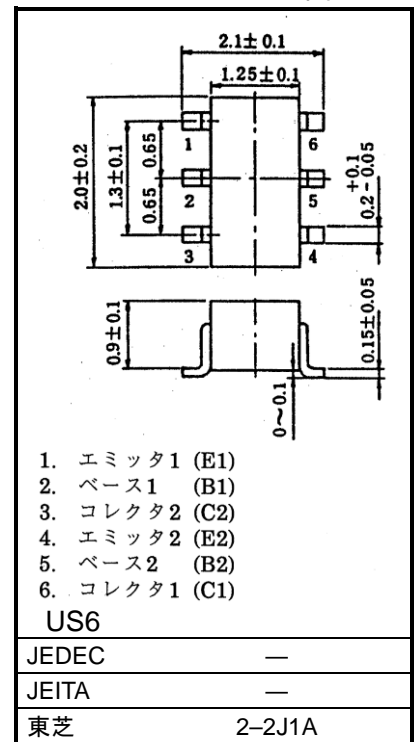 2.1± 0.1
1.25±0.1
1
6
2.0±0.2
1.3±0.1
0.65
0.65
2
5
+0.1
0.2-0.05
3
4
0.9±0.1
0.15±0.05
0~0.1
1. エミッタ1 (E1)
2. ベース1 (B1)
3. コレクタ2 (C2)
4. エミッタ2 (E2)
5. ベース2 (B2)
6. コレクタ1 (C1)
US6
JEDEC —
JEITA —
東芝 2–2J1A